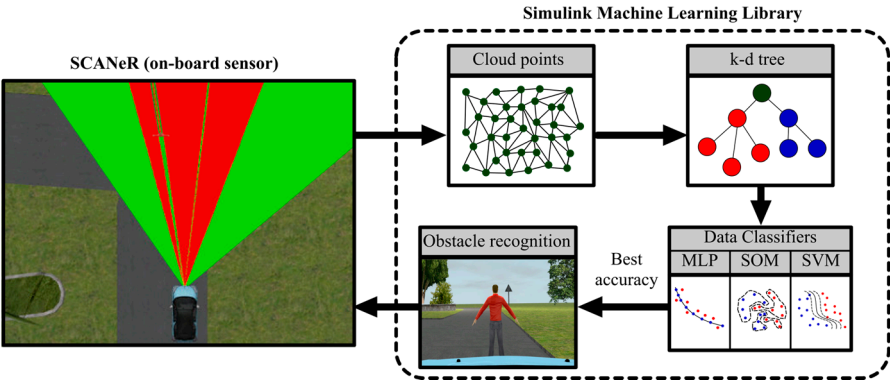 Simulink Machine Learning Library
SCANeR (on-board sensor)
Cloud points
k-d tree
Data Classifiers
MLP SOM SVM
Best
accuracy
Obstacle recognition